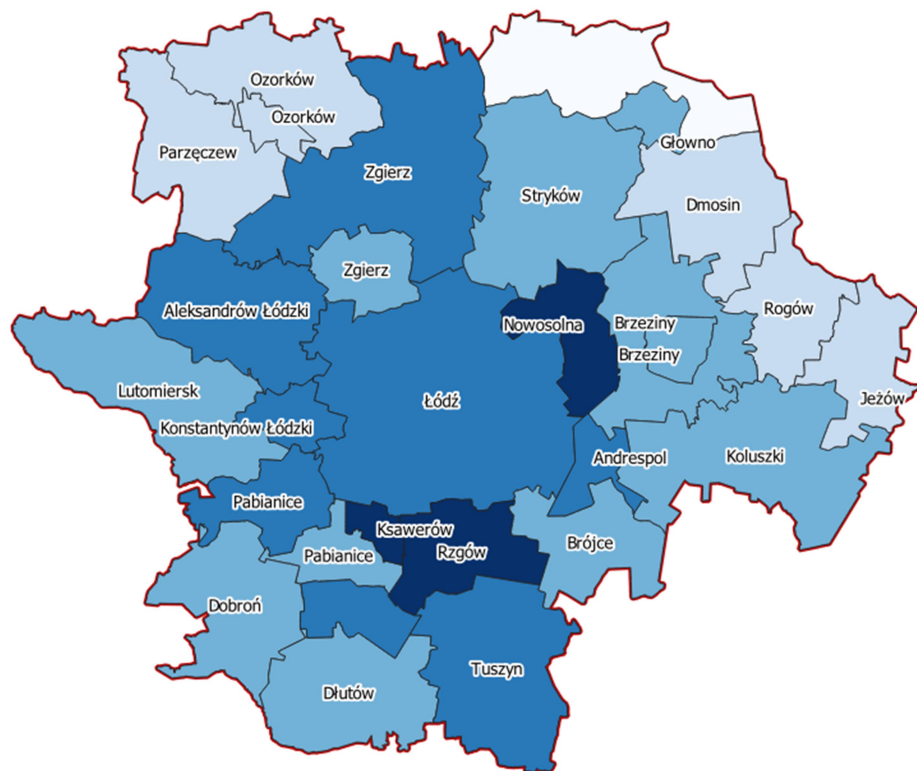 Ozorków
Ozorków
Głowno
Parzęczew
Zgierz
Stryków
Dmosin
Zgierz
Aleksandrów Łódzki
Rogów
Nowosolna
Brzeziny
Brzeziny
Lutomiersk
Łódź
Jeżów
Konstantynów Łódzki
Koluszki
Andrespol
Pabianice
Ksawerów
Brójce
Rzgów
Pabianice
Dobroń
Tuszyn
Dłutów